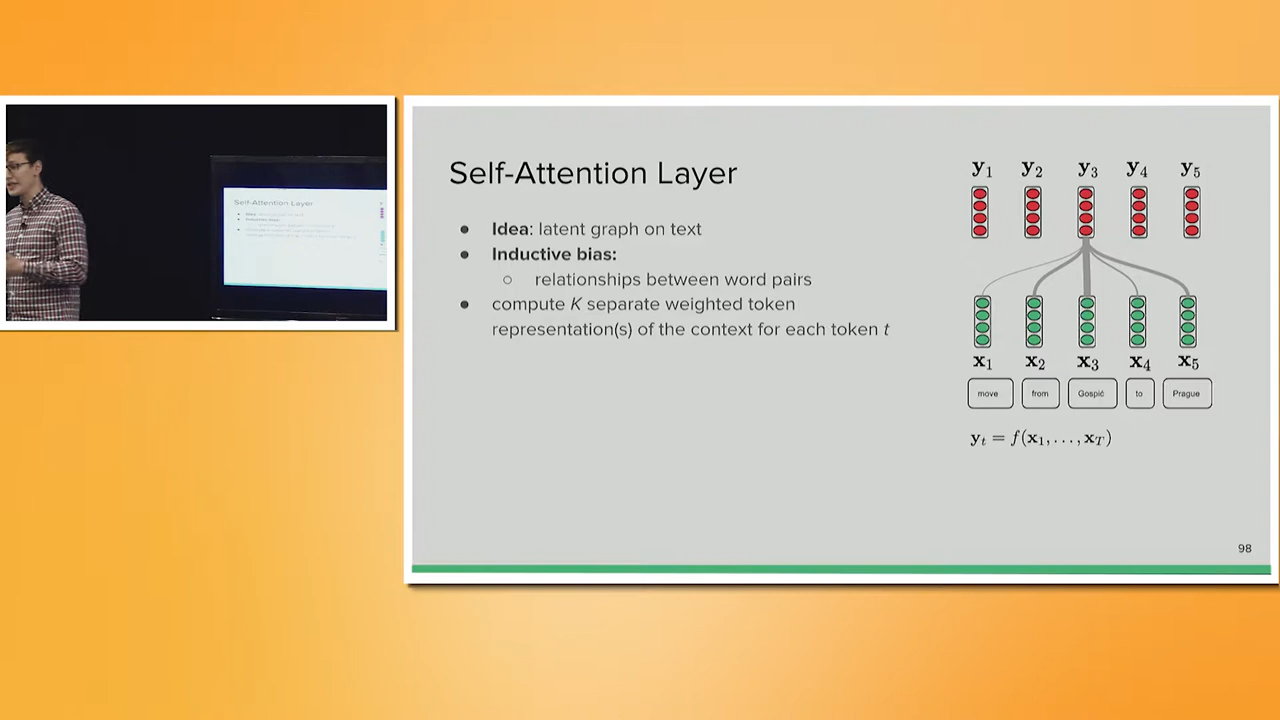 Self-Attention Layer
Self-Attention Layer
● Idea: latent graph on text
● Inductive bias:
○ relationships between word pairs
● compute K separate weighted token
representation(s) of the context for each token t
y₁ y₂ y₃ y₄ y₅
x₁ x₂ x₃ x₄ x₅
move from Gospić to Prague
yₜ = f(x₁, . . . , x_T)
98